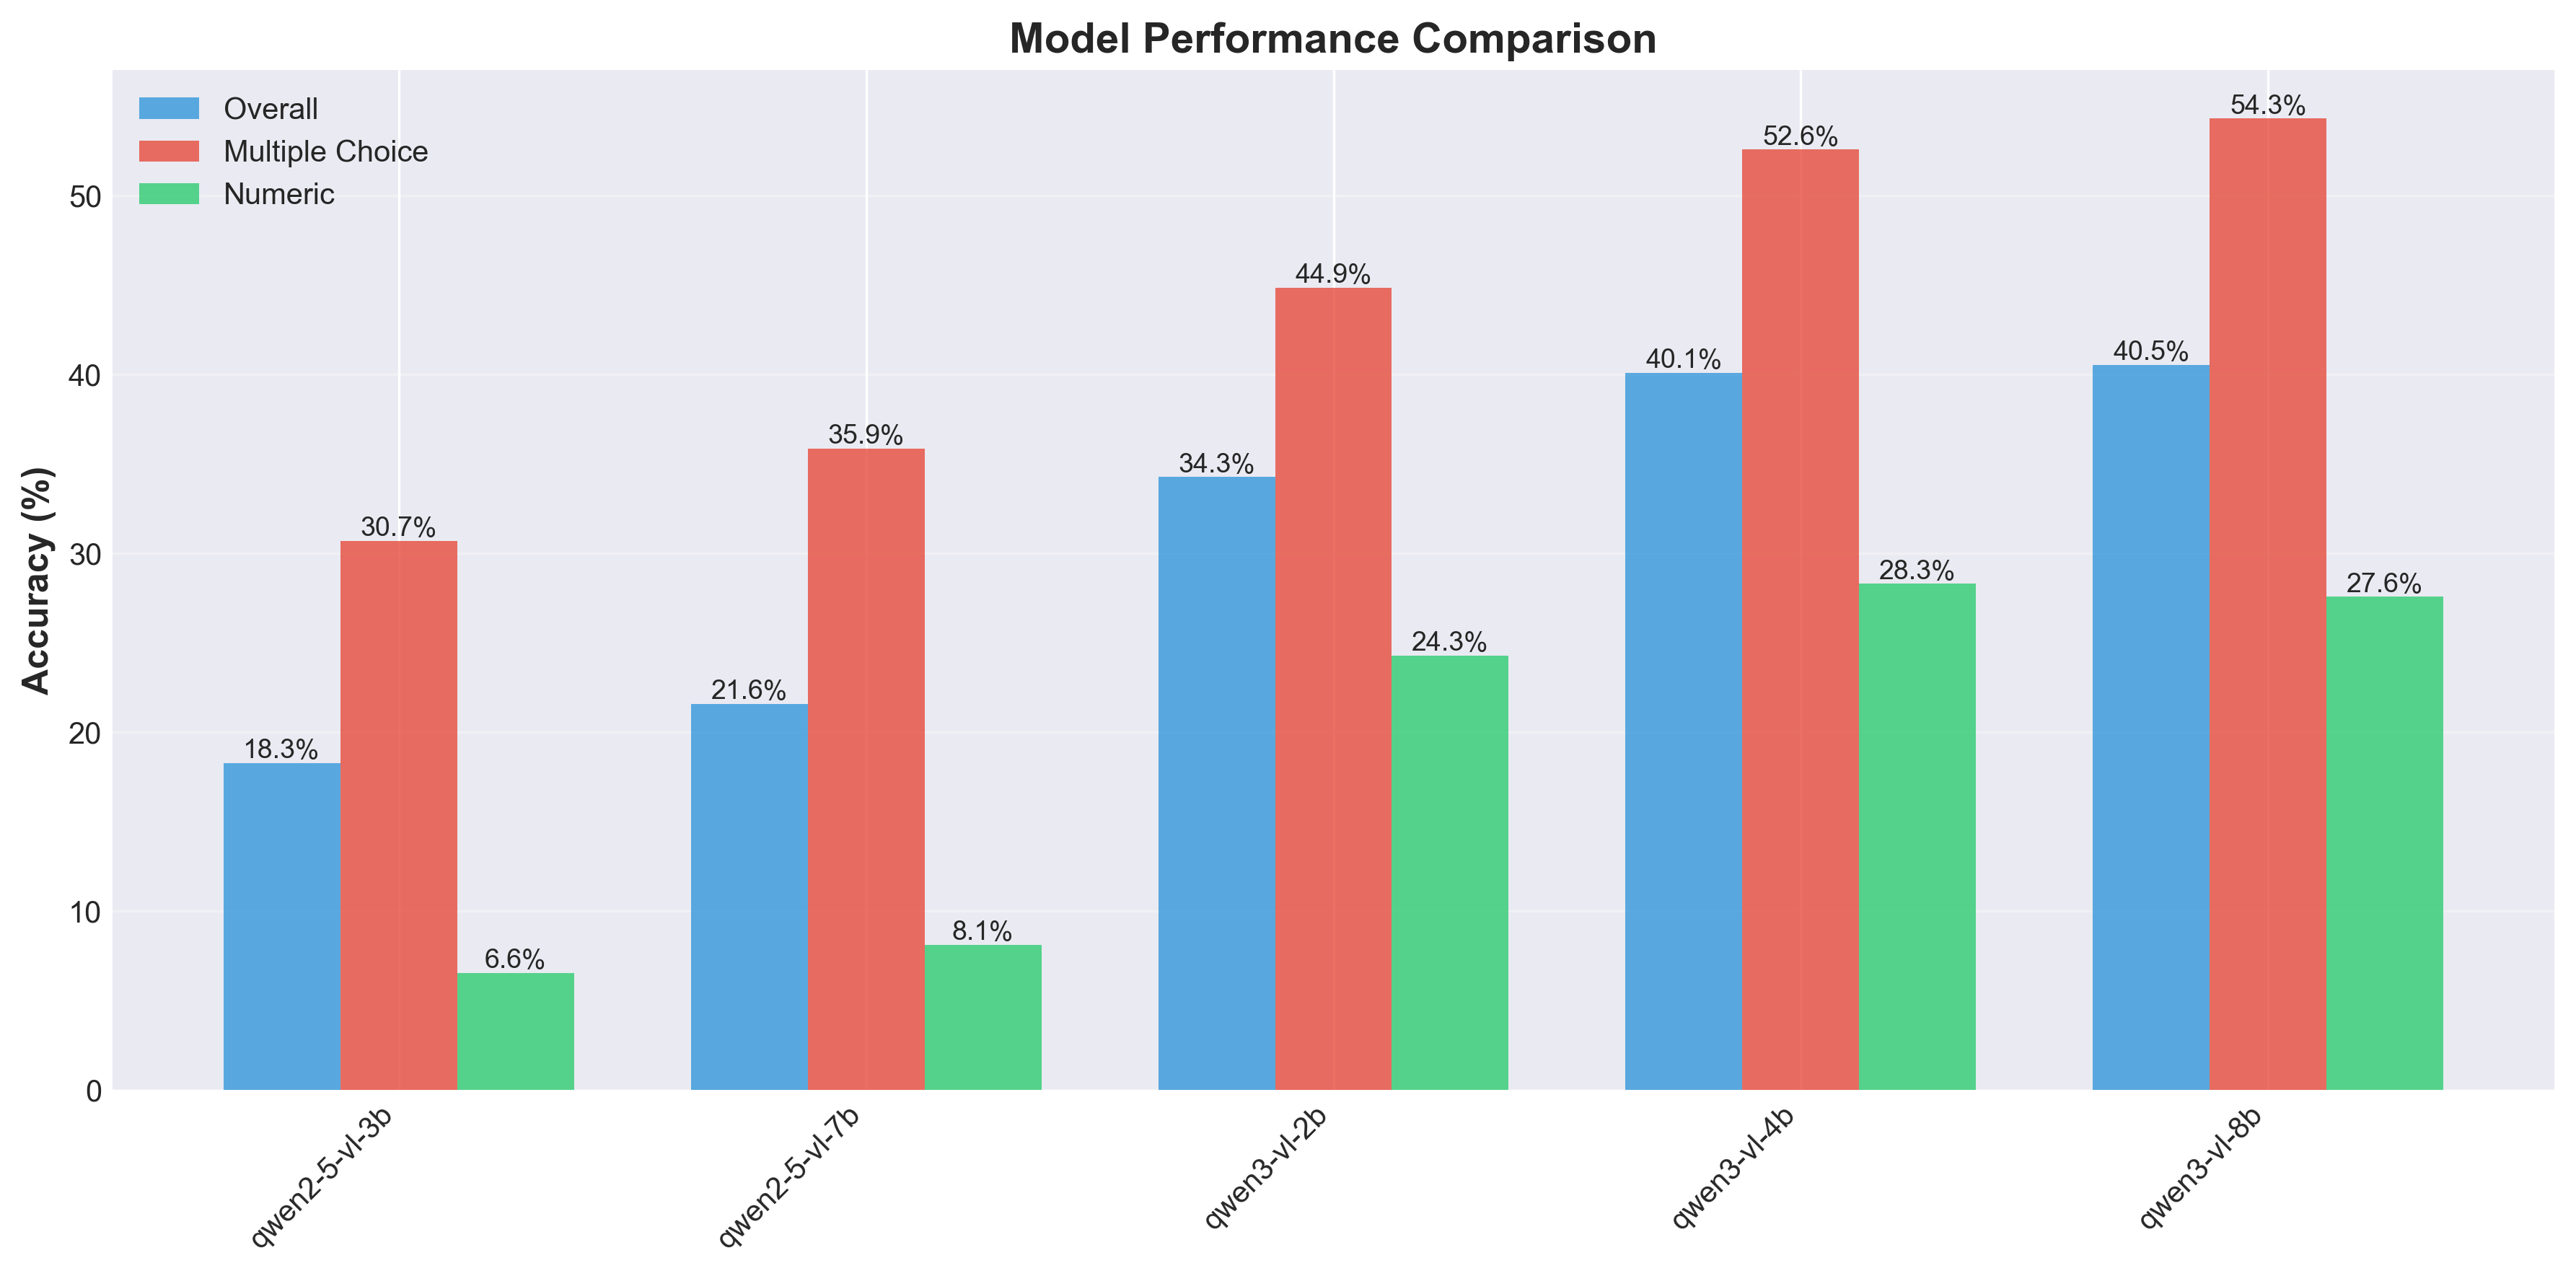 Model Performance Comparison
Overall
Multiple Choice
Numeric
Accuracy (%)
50
40
30
20
10
0
18.3%
30.7%
6.6%
21.6%
35.9%
8.1%
34.3%
44.9%
24.3%
40.1%
52.6%
28.3%
40.5%
54.3%
27.6%
qwen2-5-vl-3b
qwen2-5-vl-7b
qwen3-vl-2b
qwen3-vl-4b
qwen3-vl-8b